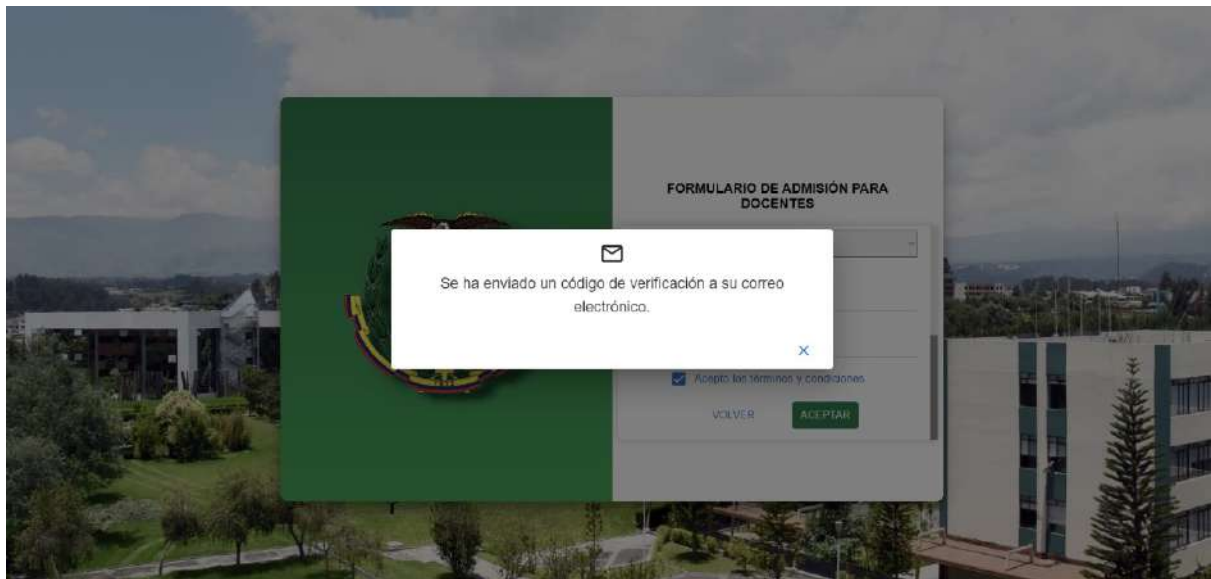 FORMULARIO DE ADMISIÓN PARA
DOCENTES
Se ha enviado un código de verificación a su correo
electrónico.
Acepto los términos y condiciones
VOLVER
ACEPTAR